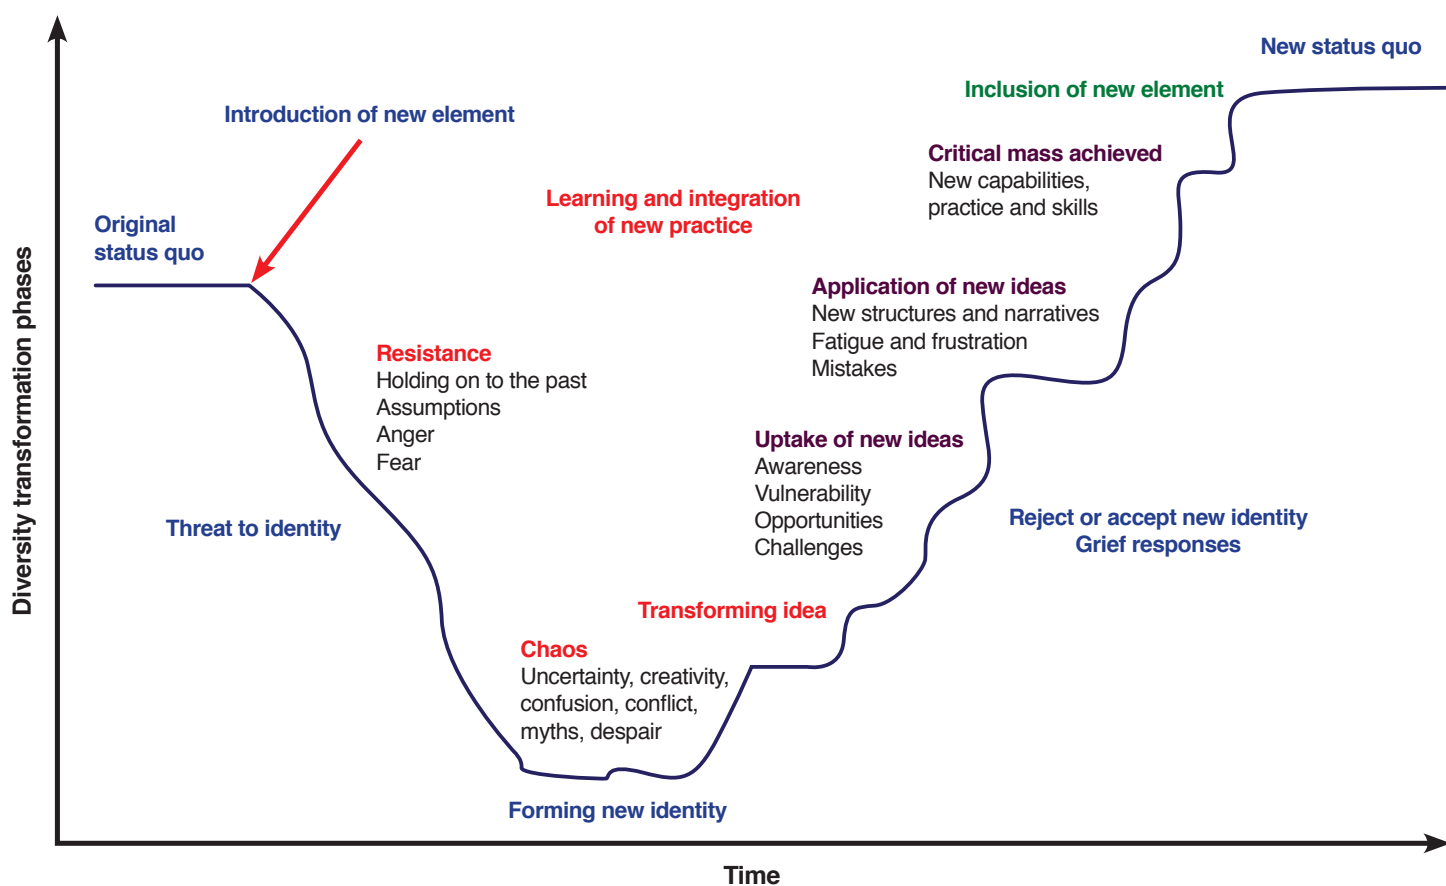 New status quo
Inclusion of new element
Introduction of new element
Critical mass achieved
New capabilities,
practice and skills
Learning and integration
of new practice
Original
status quo
Application of new ideas
New structures and narratives
Fatigue and frustration
Mistakes
Resistance
Holding on to the past
Assumptions
Anger
Fear
Uptake of new ideas
Awareness
Vulnerability
Opportunities
Challenges
Threat to identity
Reject or accept new identity
Grief responses
Transforming idea
Chaos
Uncertainty, creativity,
confusion, conflict,
myths, despair
Forming new identity
Diversity transformation phases
Time